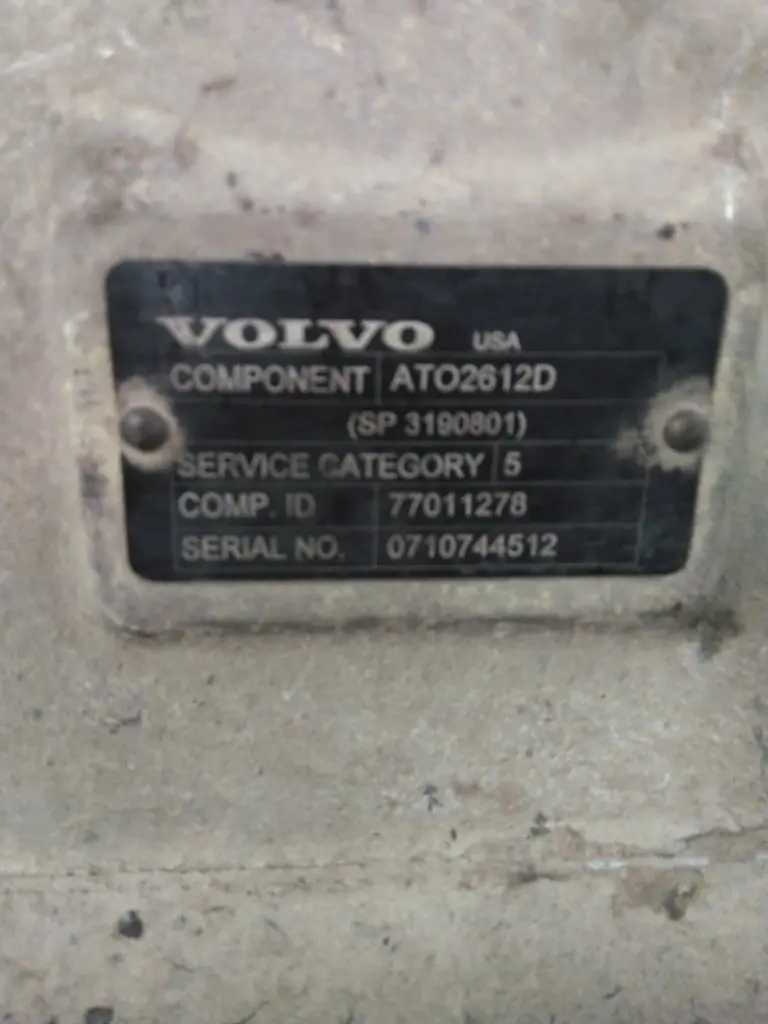 VOLVO USA
COMPONENT ATO2612D
(SP 3190801)
SERVICE CATEGORY 5
COMP. ID 77011278
SERIAL NO. 0710744512